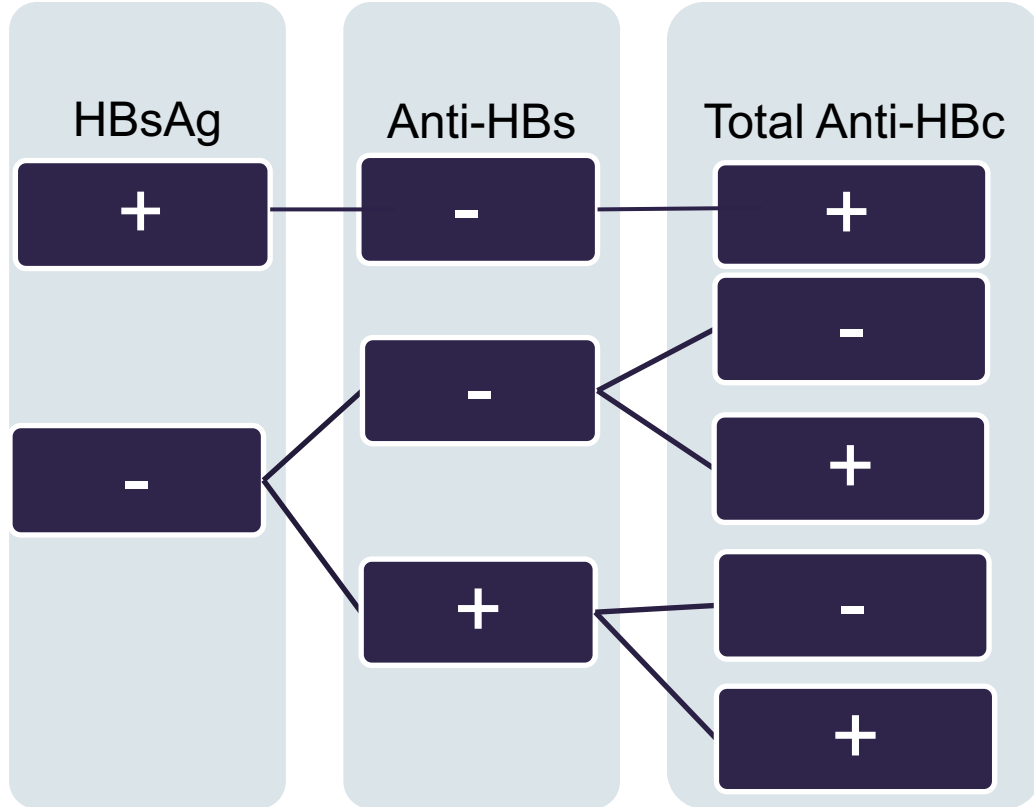 HBsAg Anti-HBs Total Anti-HBc
+ - +
-
-
- +
+ -
+